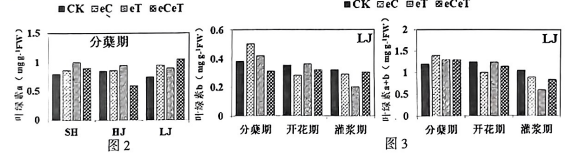 CK eC eT eCeT
分蘖期
叶绿素a（mg g-1FW）
1.5
1
0.5
0
SH HJ LJ
图 2
CK eC eT eCeT
LJ
叶绿素b（mg g-1FW）
0.6
0.4
0.2
0
分蘖期 开花期 灌浆期
LJ
叶绿素a+b（mg g-1FW）
2
1.5
1
0.5
0
分蘖期 开花期 灌浆期
图 3